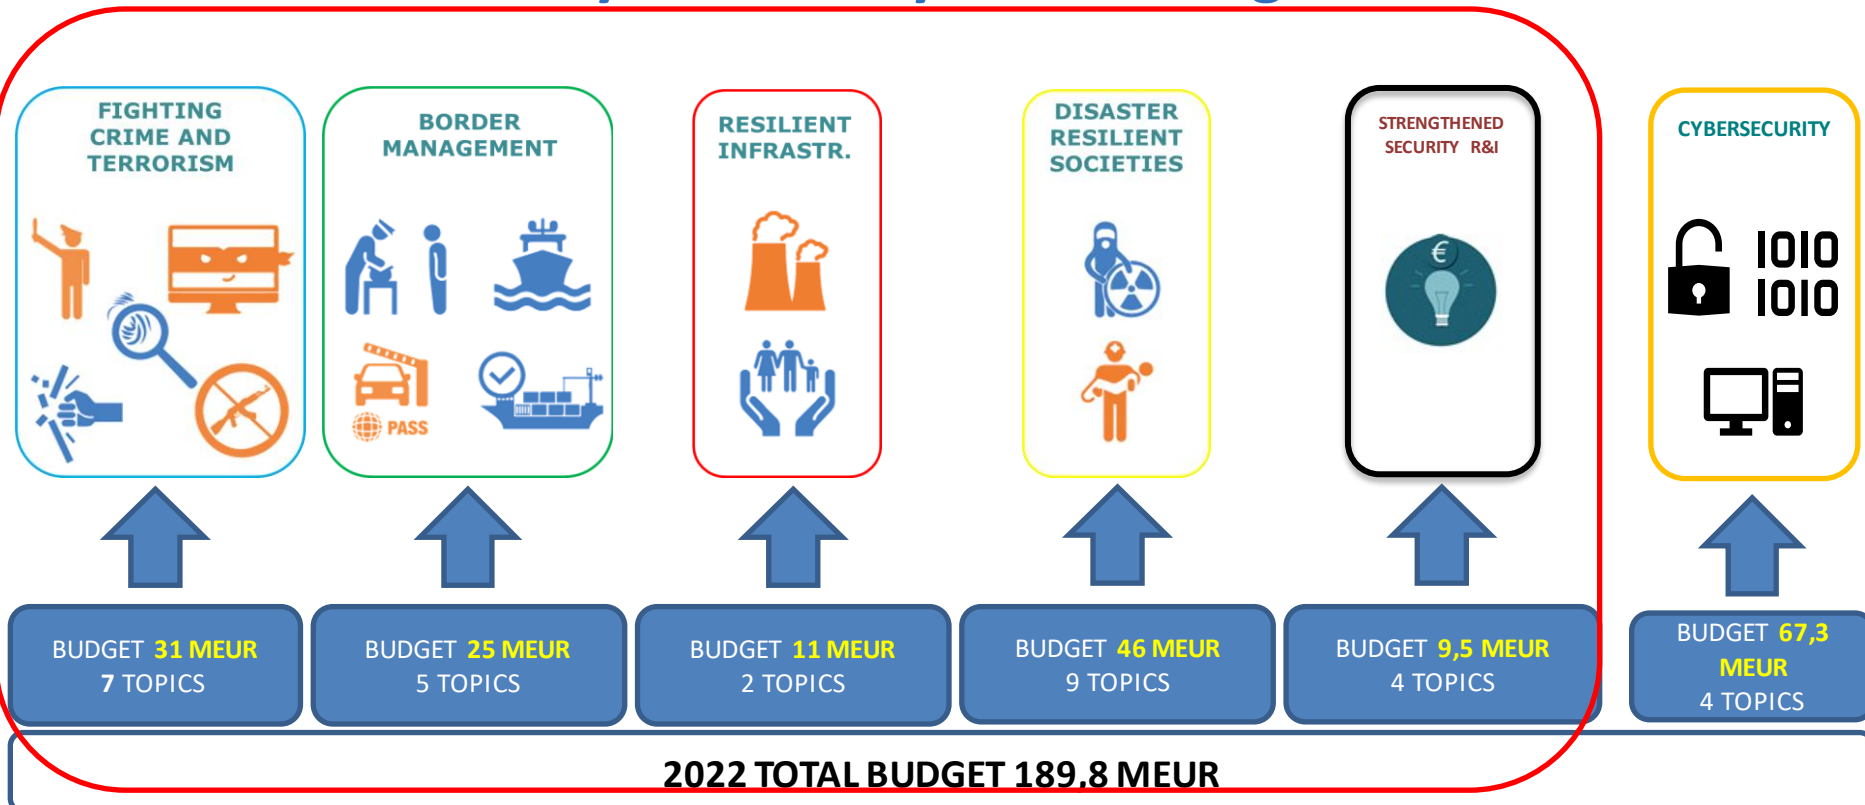 FIGHTING
CRIME AND
TERRORISM
BORDER
MANAGEMENT
PASS
RESILIENT
INFRASTR.
DISASTER
RESILIENT
SOCIETIES
STRENGTHENED
SECURITY R&I
€
CYBERSECURITY
1010
1010
BUDGET 31 MEUR
7 TOPICS
BUDGET 25 MEUR
5 TOPICS
BUDGET 11 MEUR
2 TOPICS
BUDGET 46 MEUR
9 TOPICS
BUDGET 9,5 MEUR
4 TOPICS
BUDGET 67,3
MEUR
4 TOPICS
2022 TOTAL BUDGET 189,8 MEUR